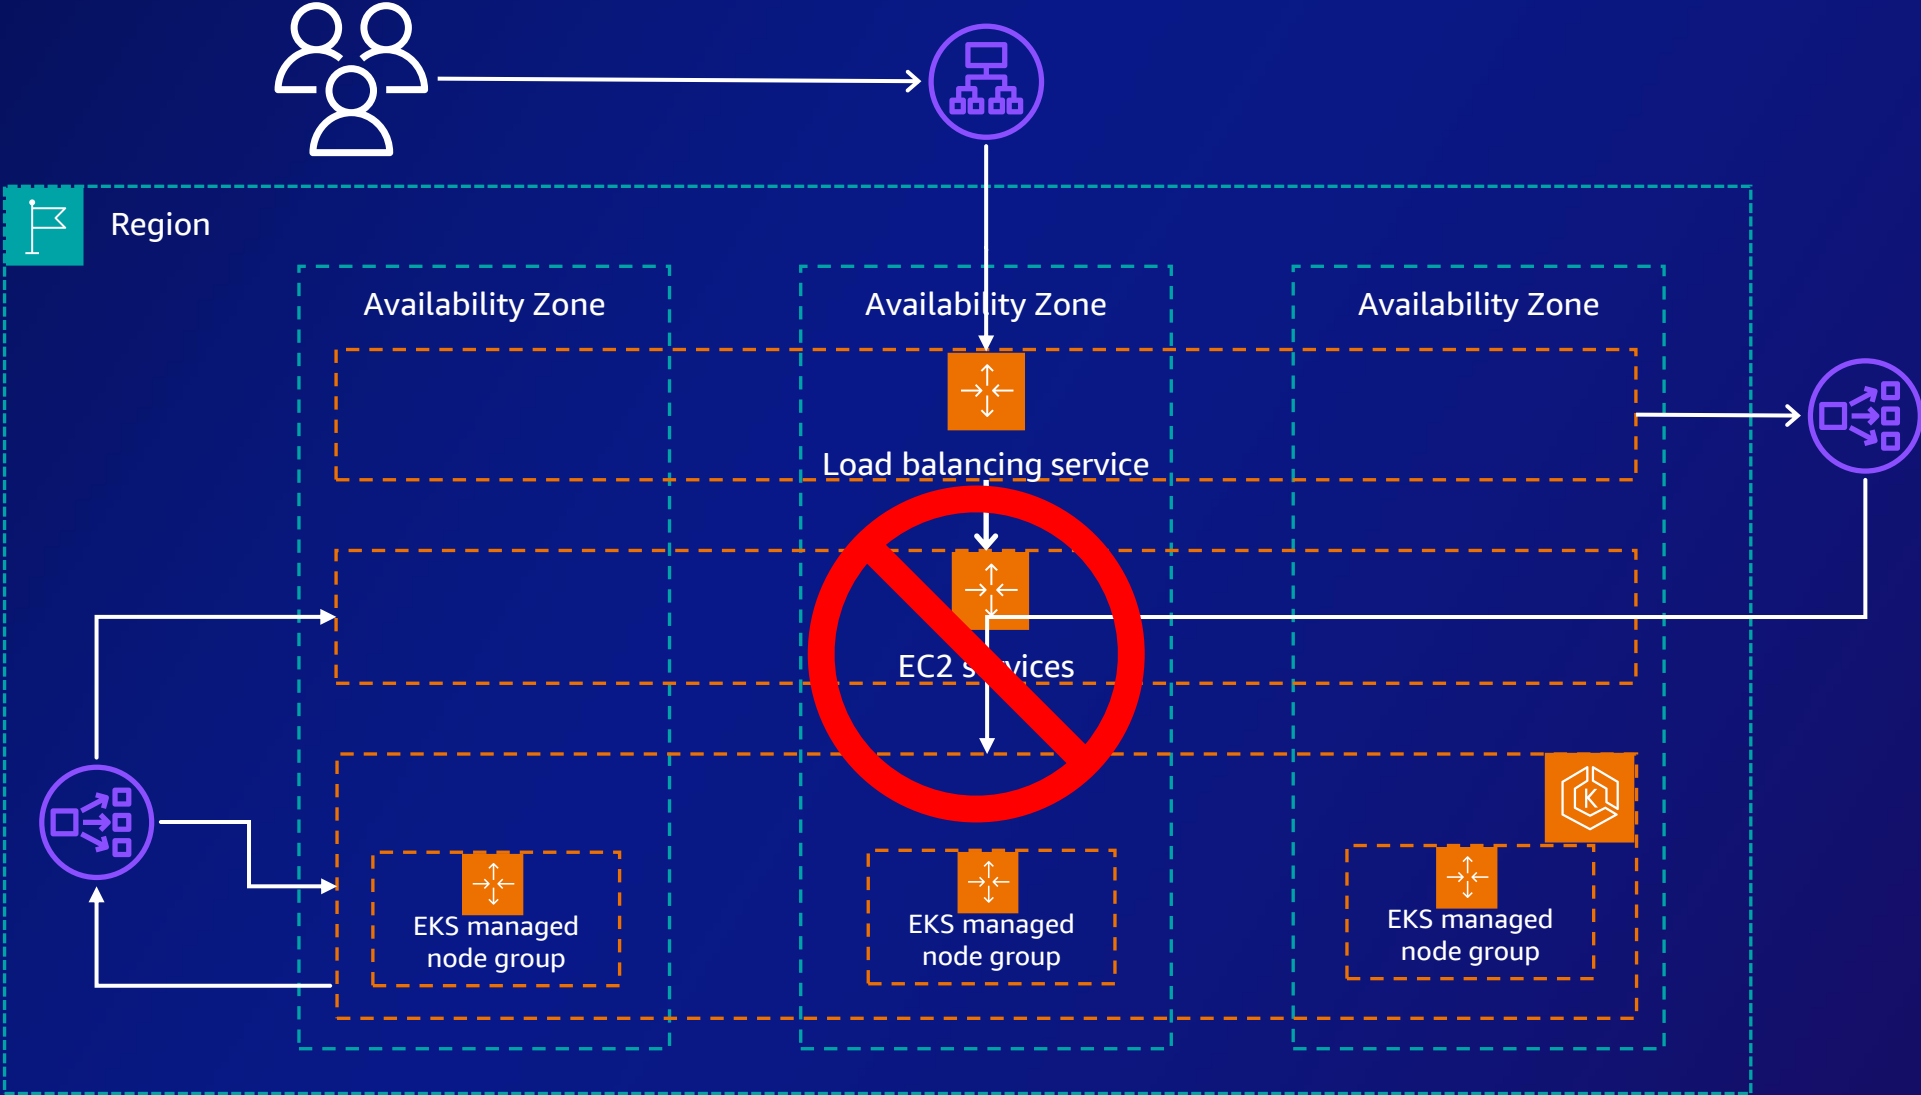 Region
Availability Zone
Availability Zone
Availability Zone
Load balancing service
EC2 services
K
EKS managed
node group
EKS managed
node group
EKS managed
node group